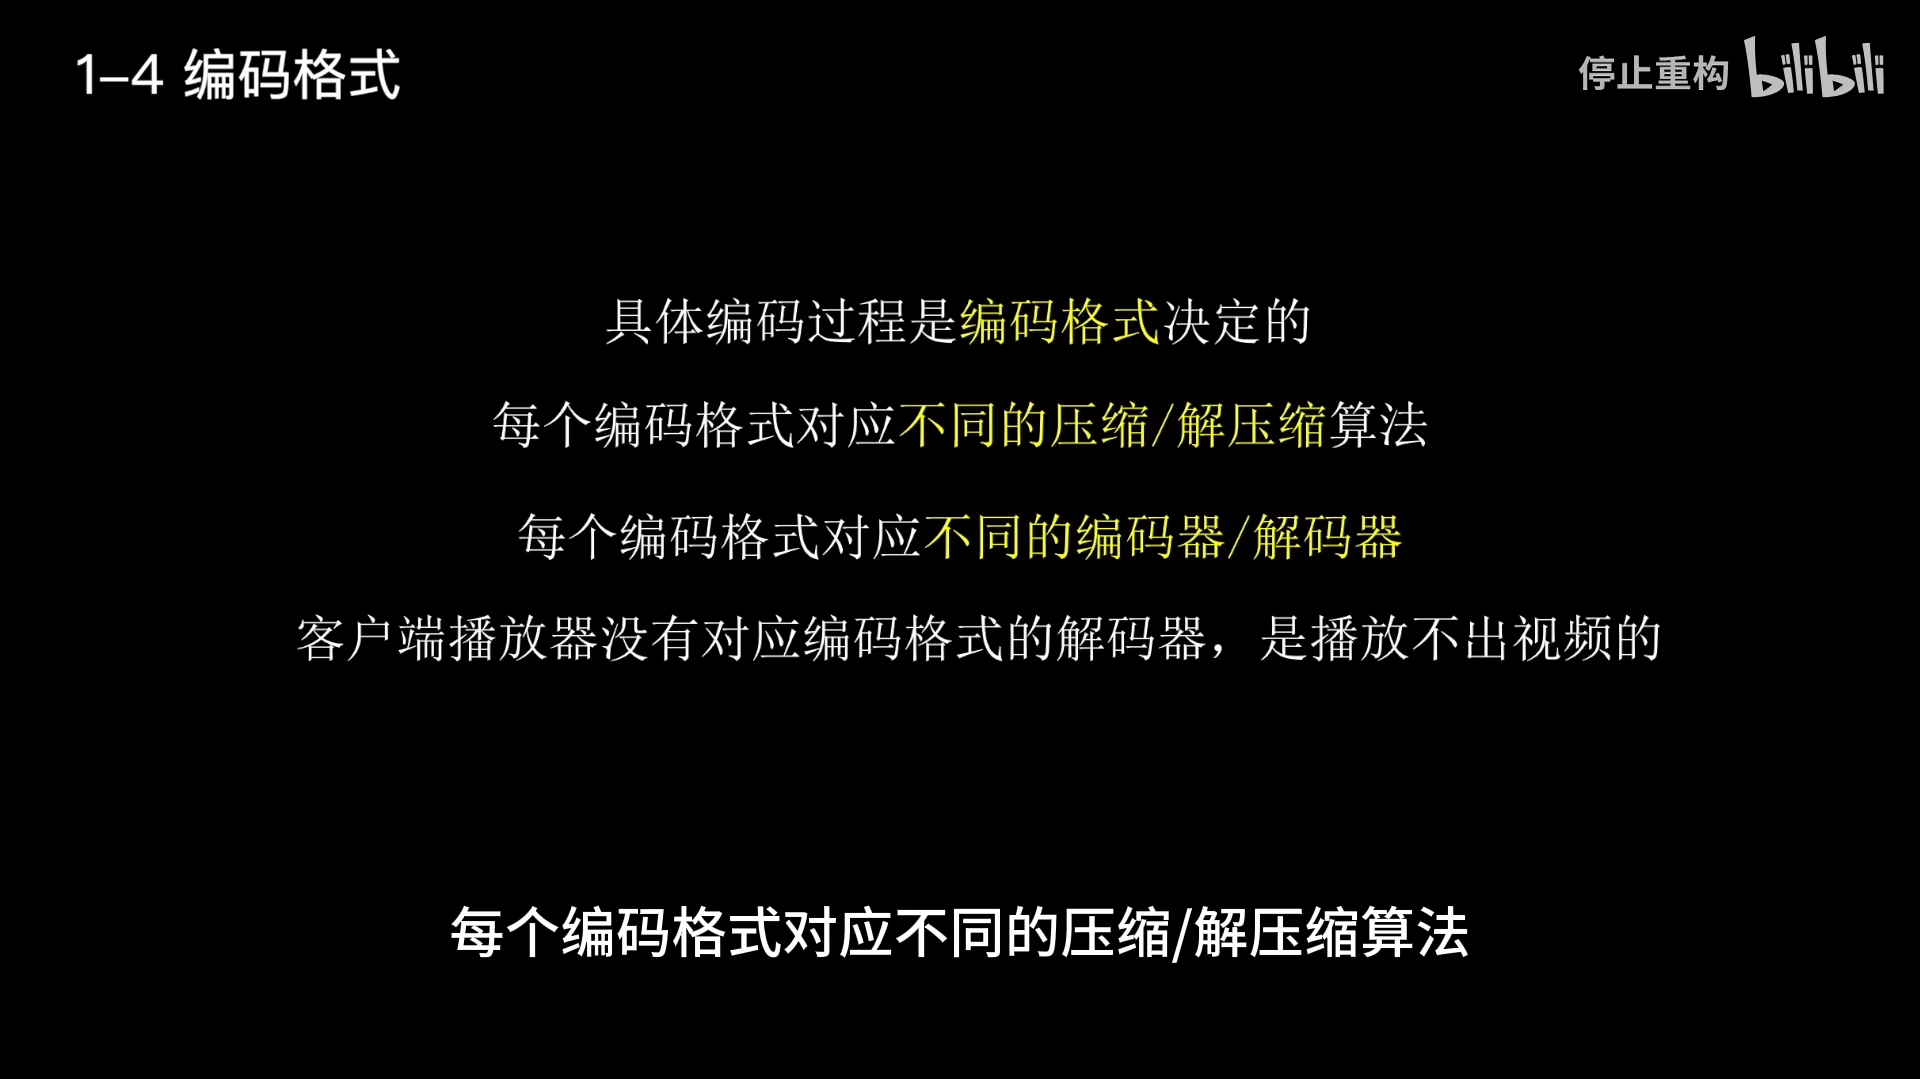 1-4 编码格式
停止重构 bilibili
具体编码过程是编码格式决定的
每个编码格式对应不同的压缩/解压缩算法
每个编码格式对应不同的编码器/解码器
客户端播放器没有对应编码格式的解码器，是播放不出视频的
每个编码格式对应不同的压缩/解压缩算法